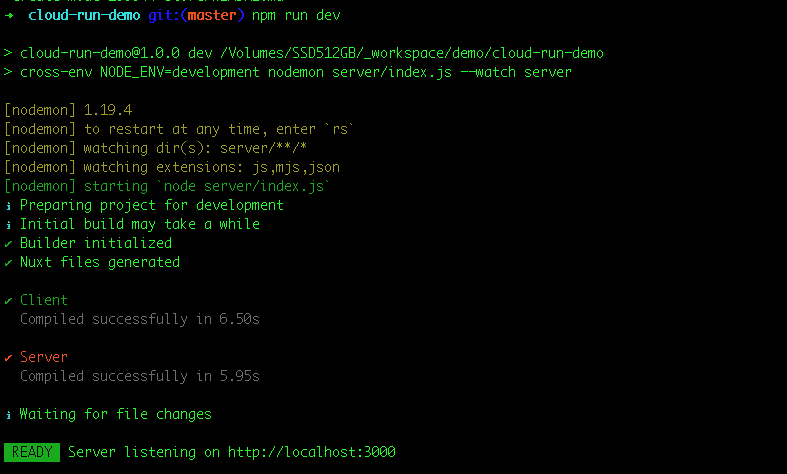 ➜ cloud-run-demo git:(master) npm run dev
> cloud-run-demo@1.0.0 dev /Volumes/SSD512GB/_workspace/demo/cloud-run-demo
> cross-env NODE_ENV=development nodemon server/index.js --watch server
[nodemon] 1.19.4
[nodemon] to restart at any time, enter `rs`
[nodemon] watching dir(s): server/**/*
[nodemon] watching extensions: js,mjs,json
[nodemon] starting `node server/index.js`
ℹ Preparing project for development
ℹ Initial build may take a while
✔ Builder initialized
✔ Nuxt files generated
✔ Client
Compiled successfully in 6.50s
✔ Server
Compiled successfully in 5.95s
ℹ Waiting for file changes
READY Server listening on http://localhost:3000